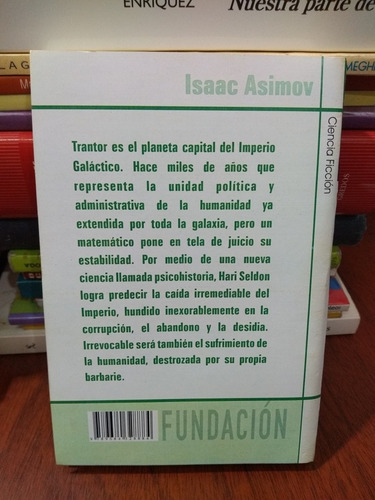 ENRIQUEZ
Nuestra parte de
Isaac Asimov
Ciencia Ficción
Trantor es el planeta capital del Imperio
Galáctico. Hace miles de años que
representa la unidad política y
administrativa de la humanidad ya
extendida por toda la galaxia, pero un
matemático pone en tela de juicio su
estabilidad. Por medio de una nueva
ciencia llamada psicohistoria, Hari Seldon
logra predecir la caída irremediable del
Imperio, hundido inexorablemente en la
corrupción, el abandono y la desidia.
Irrevocable será también el sufrimiento de
la humanidad, destrozada por su propia
barbarie.
FUNDACIÓN